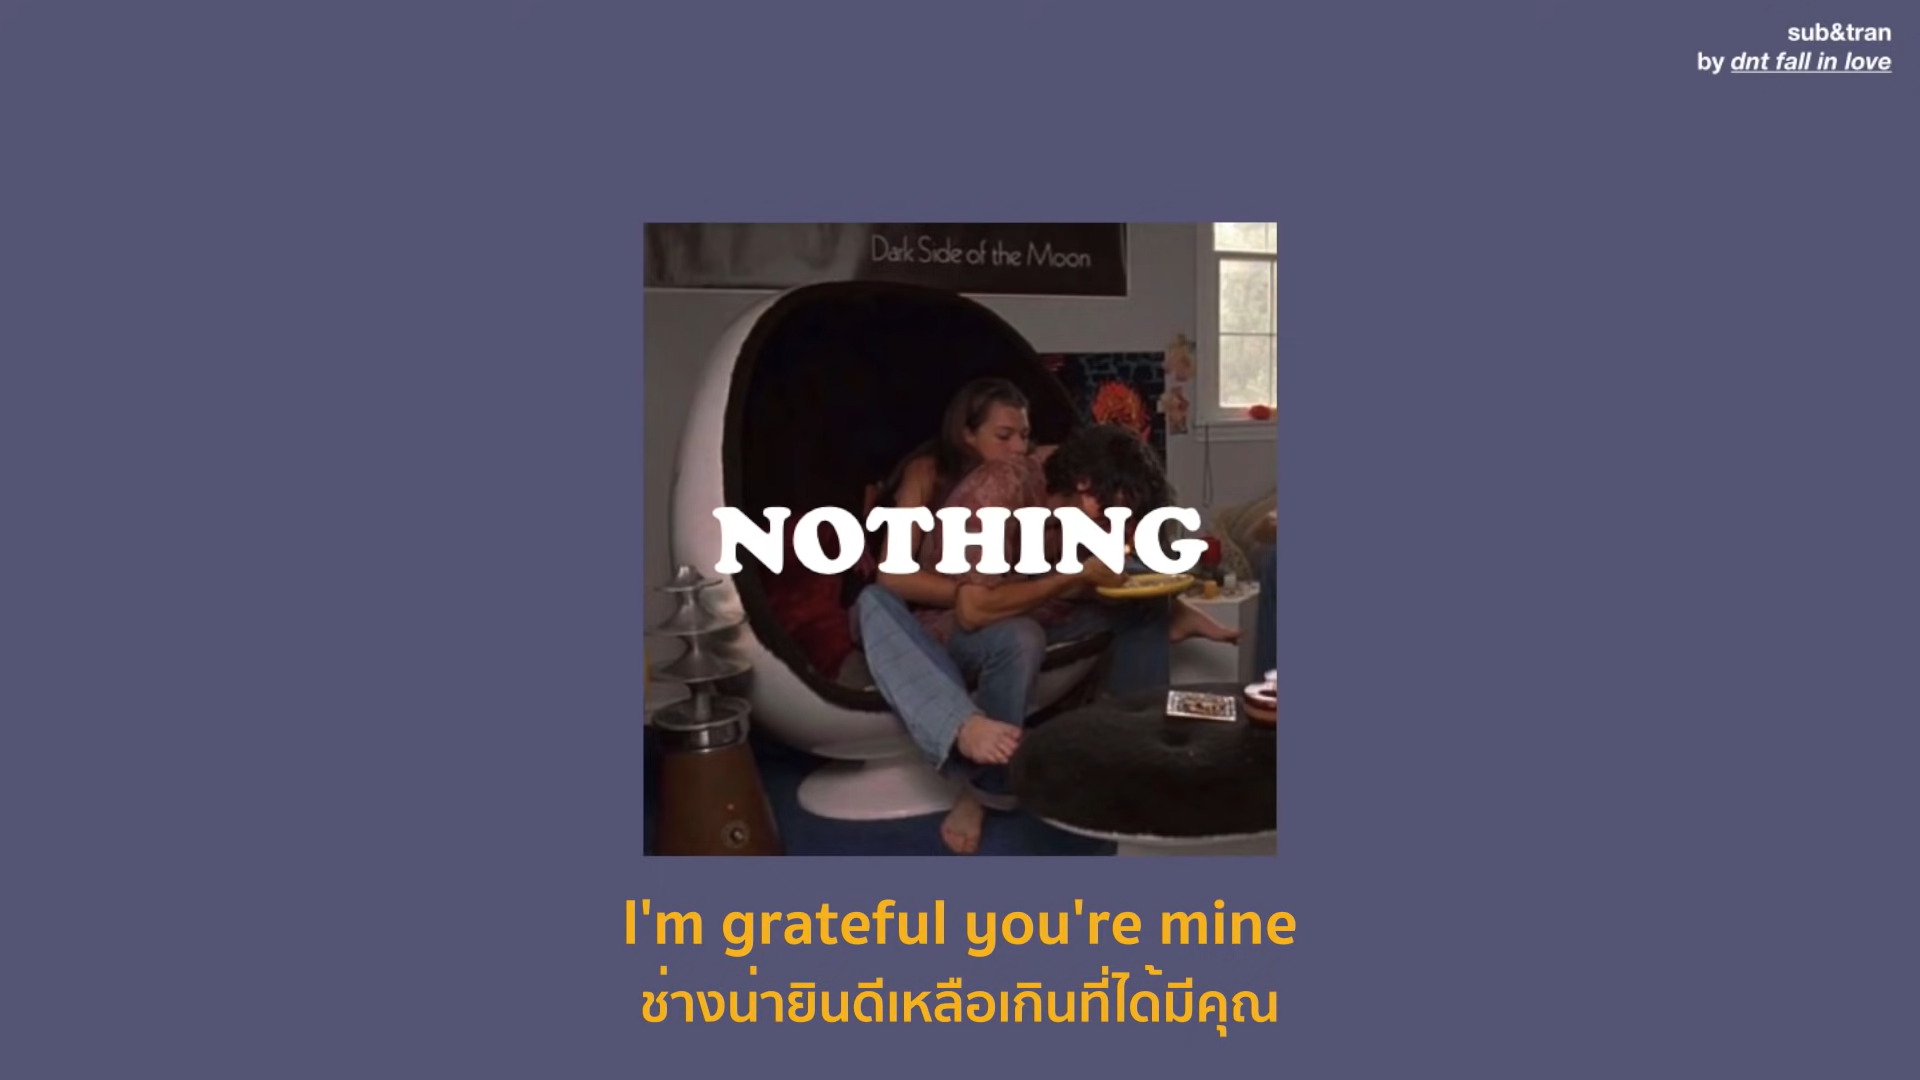 sub&tran
by dnt fall in love
Dark Side of the Moon
NOTHING
I'm grateful you're mine
ช่างน่ายินดีเหลือเกินที่ได้มีคุณ